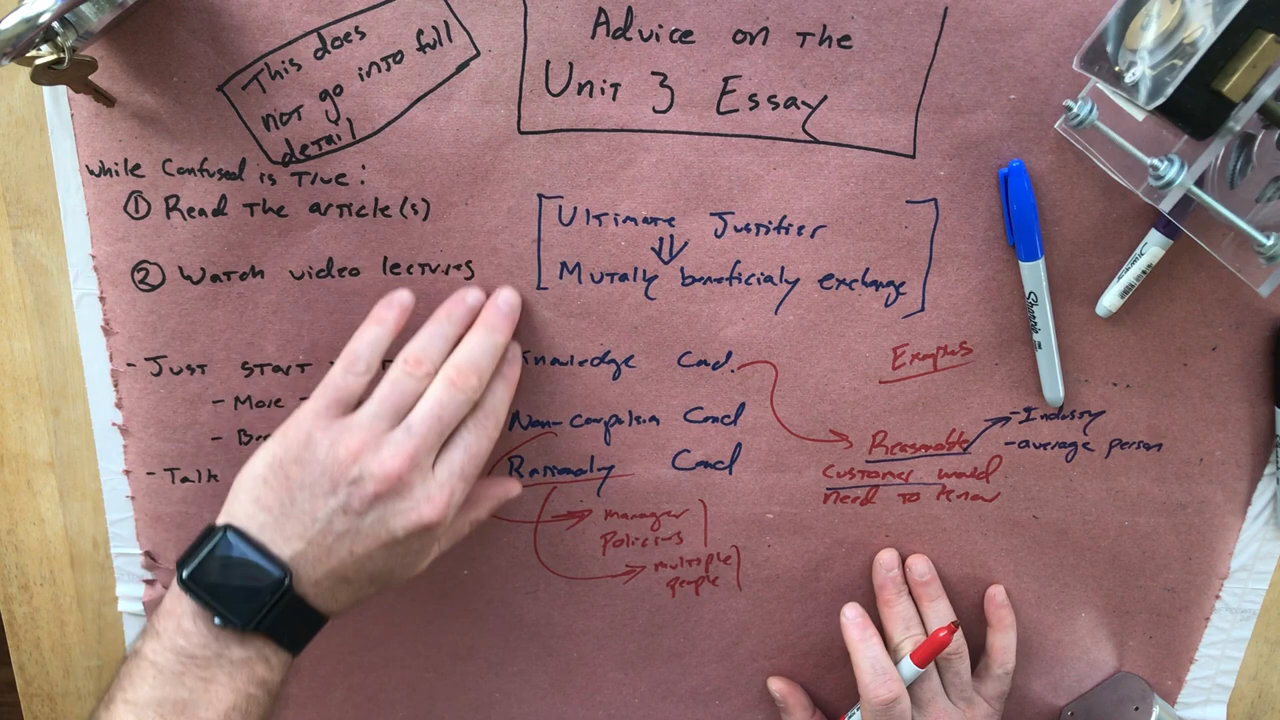 This does
not go into full
detail
Advice on the
Unit 3 Essay
While Confused is True:
① Read The article(s)
② Watch video lectures
- Just start
- More
- Talk
Ultimate Justifier
⇓
Mutally beneficialy exchange
Knowledge Cond.
Non-compulsion Cond
Rationaly Cond
manager
Policies
multiple
people
Examples
Reasonable
Customer would
need to know
- Industry
- average person
Sharpie